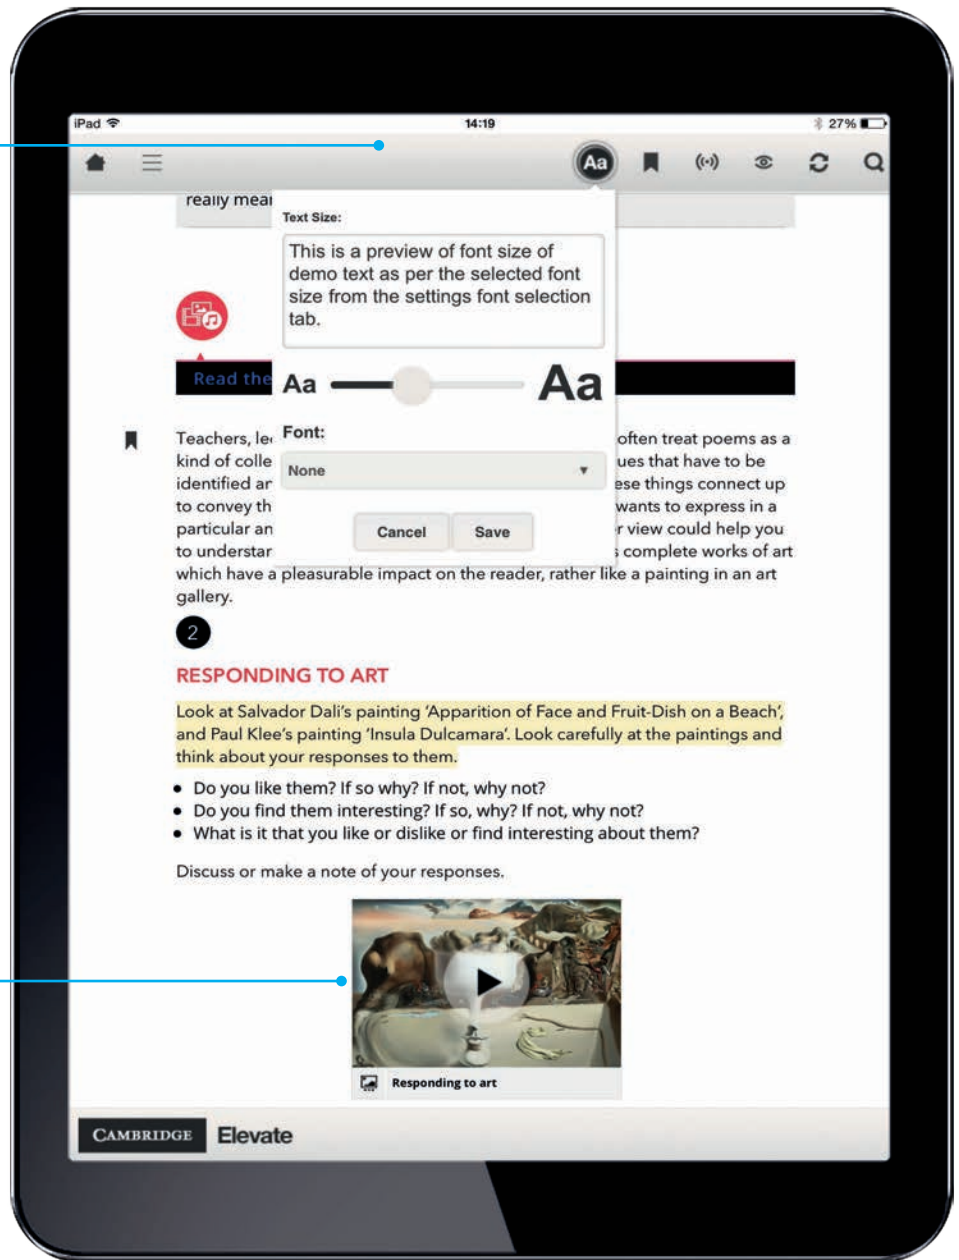 iPad 14:19 27%
Aa
really mear
Text Size:
This is a preview of font size of
demo text as per the selected font
size from the settings font selection
tab.
Read the
Aa Aa
Font:
None
Cancel Save
Teachers, le often treat poems as a
kind of colle ues that have to be
identified ar ese things connect up
to convey th wants to express in a
particular an r view could help you
to understar complete works of art
which have a pleasurable impact on the reader, rather like a painting in an art
gallery.
2
RESPONDING TO ART
Look at Salvador Dali's painting 'Apparition of Face and Fruit-Dish on a Beach',
and Paul Klee's painting 'Insula Dulcamara'. Look carefully at the paintings and
think about your responses to them.
• Do you like them? If so why? If not, why not?
• Do you find them interesting? If so, why? If not, why not?
• What is it that you like or dislike or find interesting about them?
Discuss or make a note of your responses.
Responding to art
CAMBRIDGE Elevate